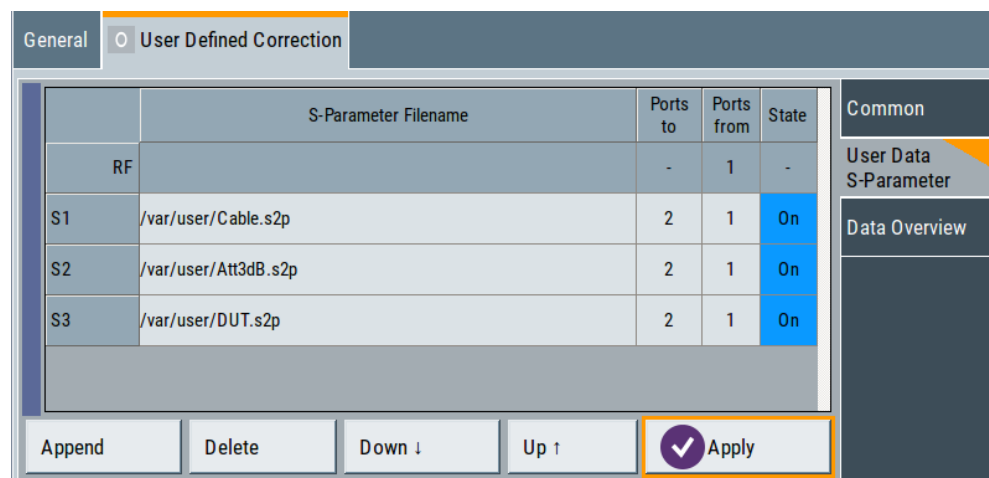 General O User Defined Correction
S-Parameter Filename Ports to Ports from State
RF - 1 -
S1 /var/user/Cable.s2p 2 1 On
S2 /var/user/Att3dB.s2p 2 1 On
S3 /var/user/DUT.s2p 2 1 On
Common
User Data
S-Parameter
Data Overview
Append Delete Down ↓ Up ↑ Apply